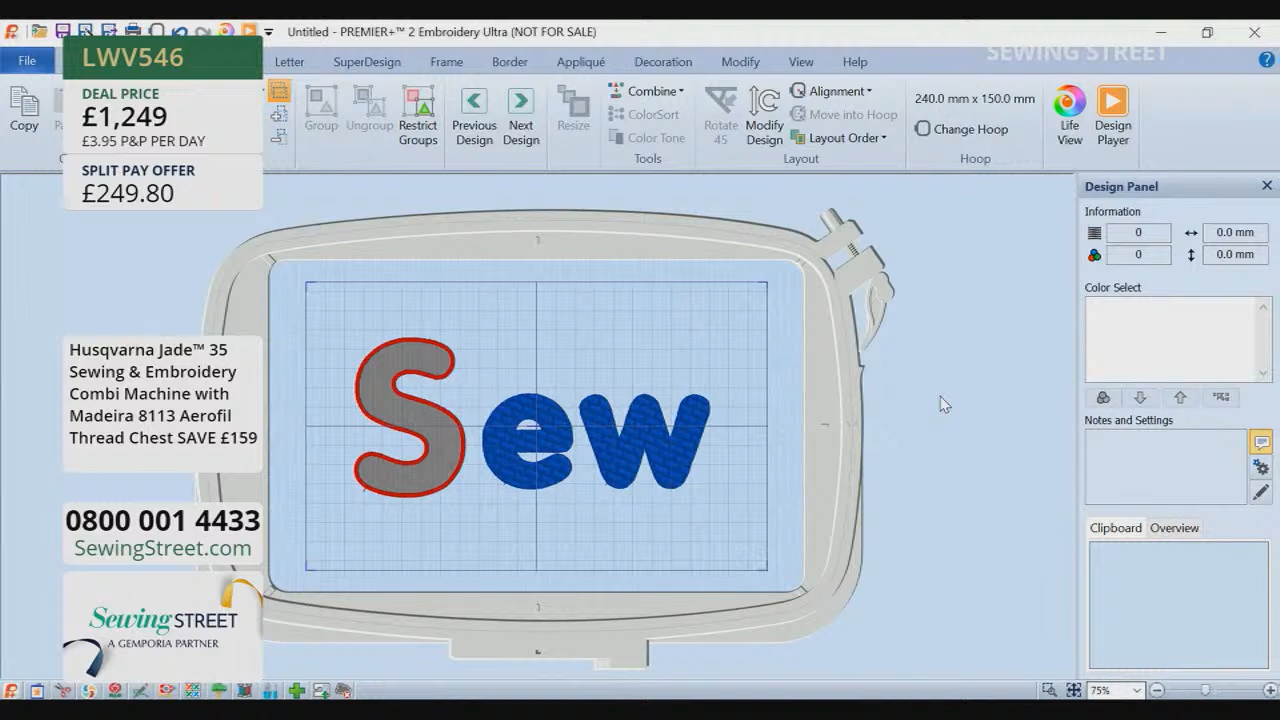 Untitled - PREMIER+™ 2 Embroidery Ultra (NOT FOR SALE)
SEWING STREET
File
Letter
SuperDesign
Frame
Border
Appliqué
Decoration
Modify
View
Help
Copy
Group
Ungroup
Restrict Groups
Previous Design
Next Design
Resize
Combine
ColorSort
Color Tone
Tools
Rotate 45
Modify Design
Alignment
Move into Hoop
Layout Order
Layout
240.0 mm x 150.0 mm
Change Hoop
Hoop
Life View
Design Player
LWV546
DEAL PRICE
£1,249
£3.95 P&P PER DAY
SPLIT PAY OFFER
£249.80
Husqvarna Jade™ 35
Sewing & Embroidery
Combi Machine with
Madeira 8113 Aerofil
Thread Chest SAVE £159
0800 001 4433
SewingStreet.com
Sewing STREET
A GEMPORIA PARTNER
Sew
Design Panel
Information
0
0.0 mm
0
0.0 mm
Color Select
Notes and Settings
Clipboard
Overview
75%